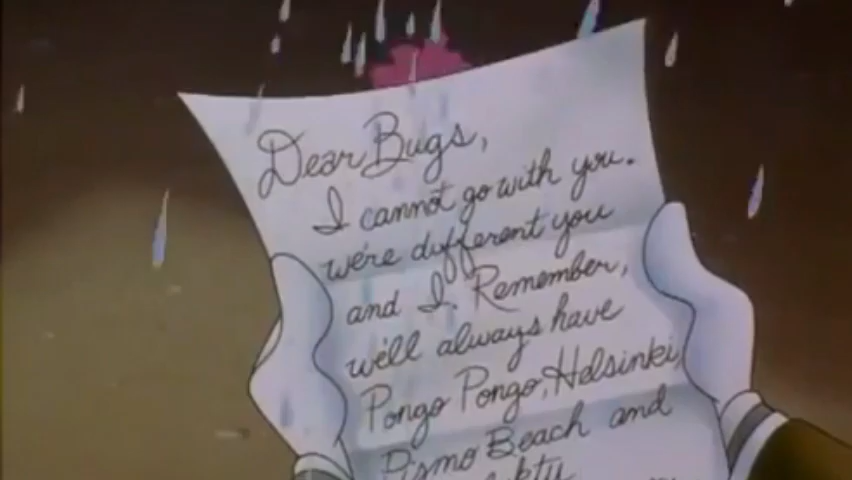 Dear Bugs,
I cannot go with you.
we're different you
and I. Remember,
we'll always have
Pongo Pongo, Helsinki,
Pismo Beach and